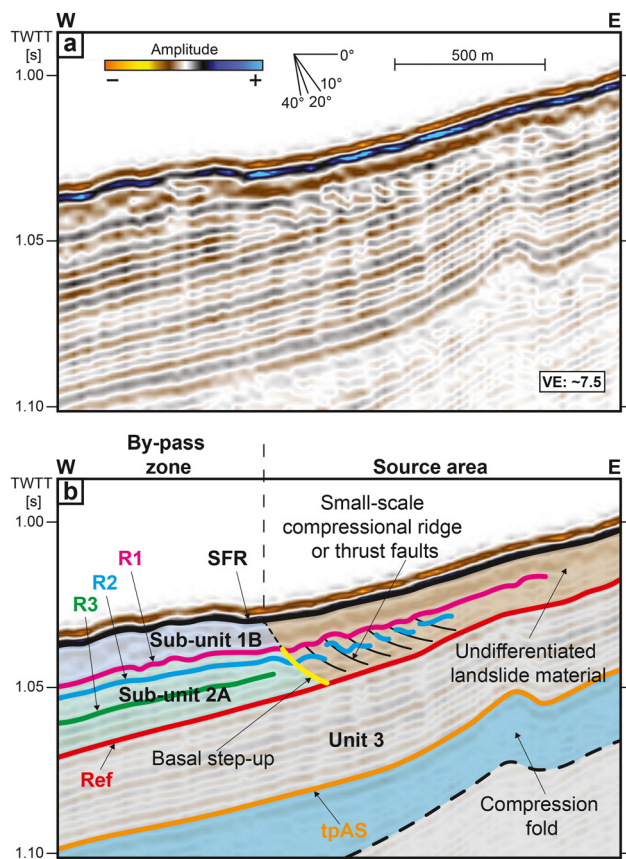 W
E
TWTT
[s]
a
Amplitude
−
+
0°
10°
20°
40°
500 m
1.00
1.05
1.10
VE: ~7.5
By-pass
zone
Source area
W
E
TWTT
[s]
b
Small-scale
compressional ridge
or thrust faults
1.00
SFR
R1
R2
R3
Sub-unit 1B
Undifferentiated
landslide material
1.05
Sub-unit 2A
Basal step-up
Unit 3
Ref
tpAS
Compression
fold
1.10